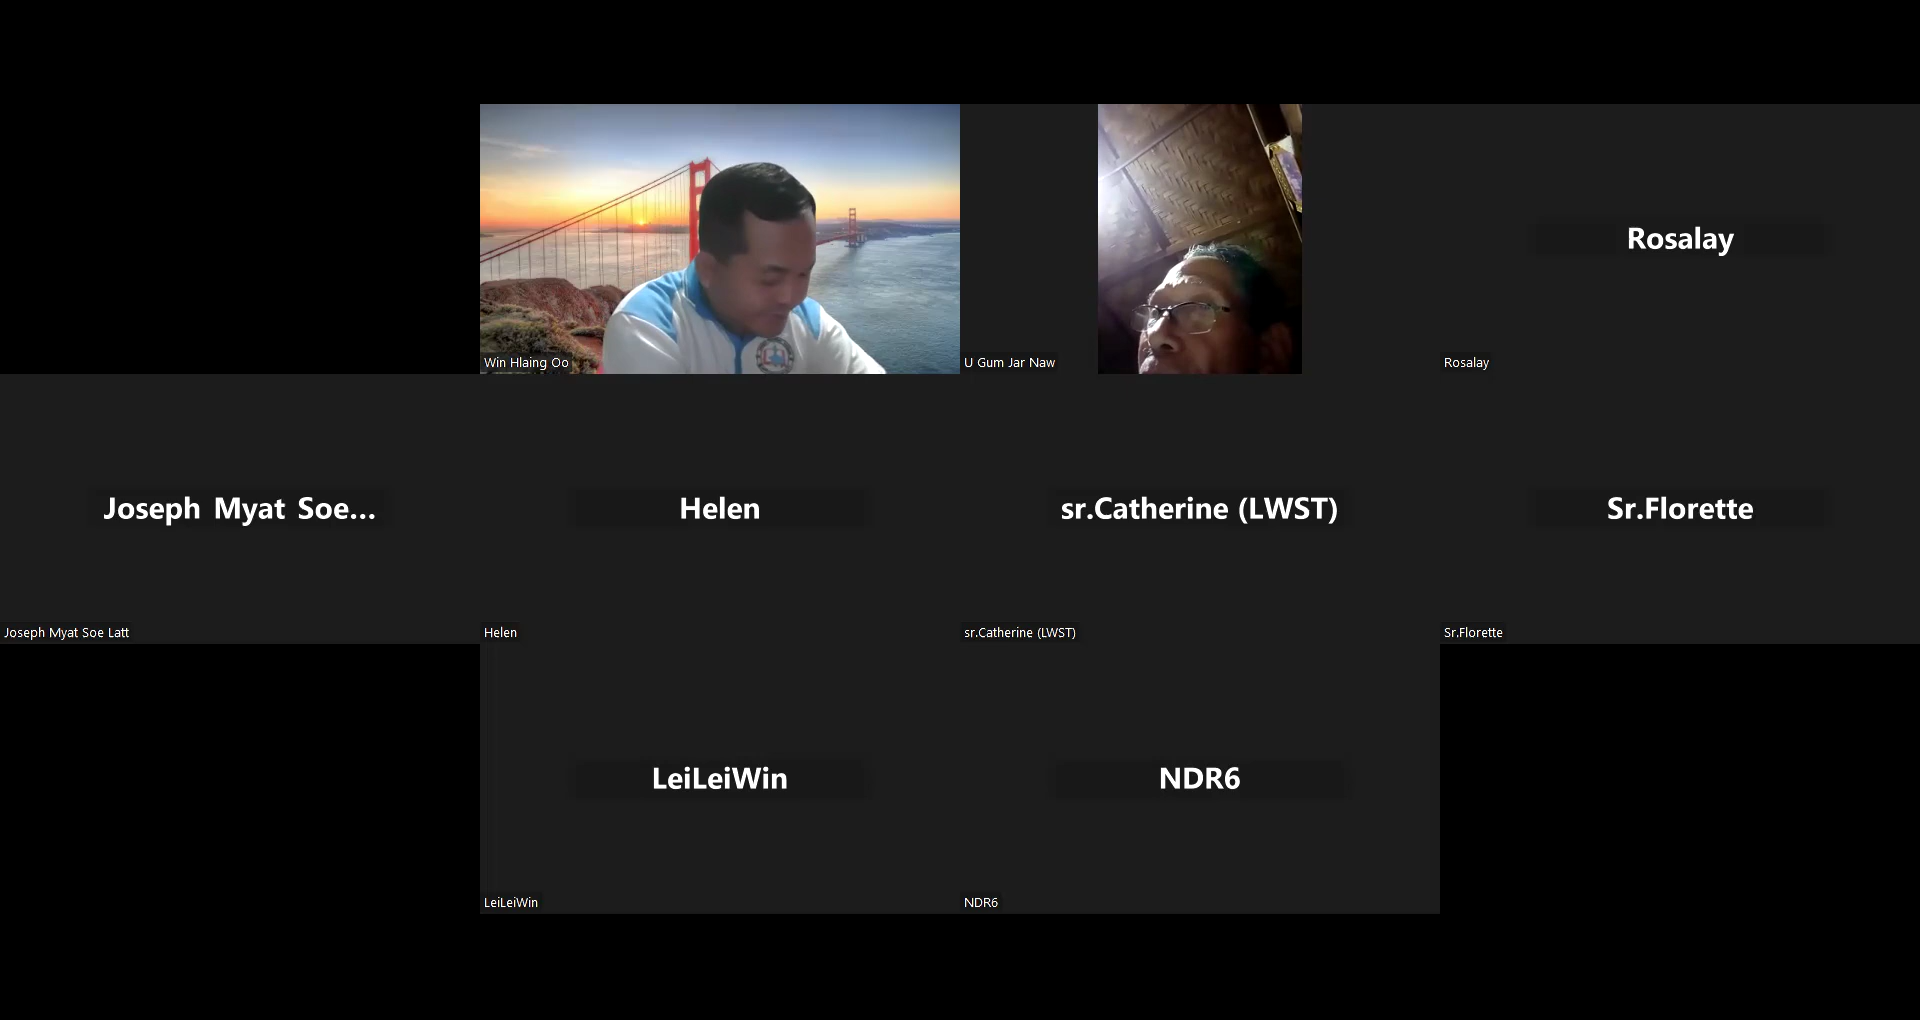 Win Hlaing Oo
U Gum Jar Naw
Rosalay
Rosalay
Joseph Myat Soe...
Joseph Myat Soe Latt
Helen
Helen
sr.Catherine (LWST)
sr.Catherine (LWST)
Sr.Florette
Sr.Florette
LeiLeiWin
LeiLeiWin
NDR6
NDR6